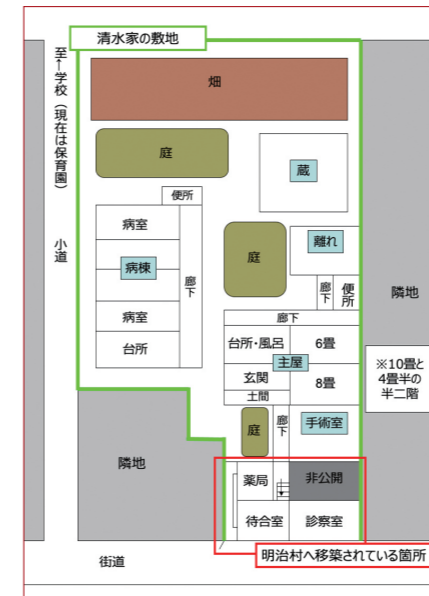 清水家の敷地
至←学校（現在は保育園）
小道
畑
庭
蔵
便所
病室
病棟
病室
台所
廊下
庭
離れ
廊下
便所
隣地
廊下
台所・風呂
6畳
主屋
玄関
8畳
土間
※10畳と
4畳半の
半二階
庭
廊下
手術室
隣地
薬局
非公開
待合室
診察室
明治村へ移築されている箇所
街道